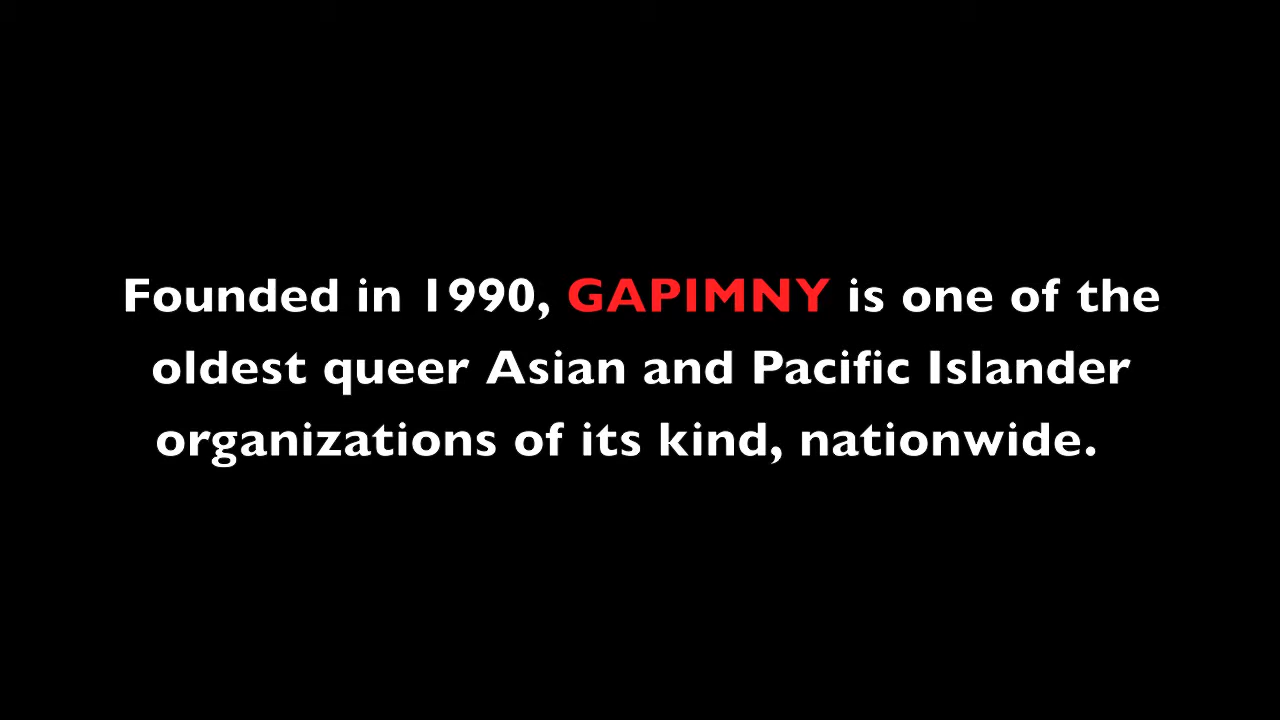 Founded in 1990, GAPIMNY is one of the
oldest queer Asian and Pacific Islander
organizations of its kind, nationwide.